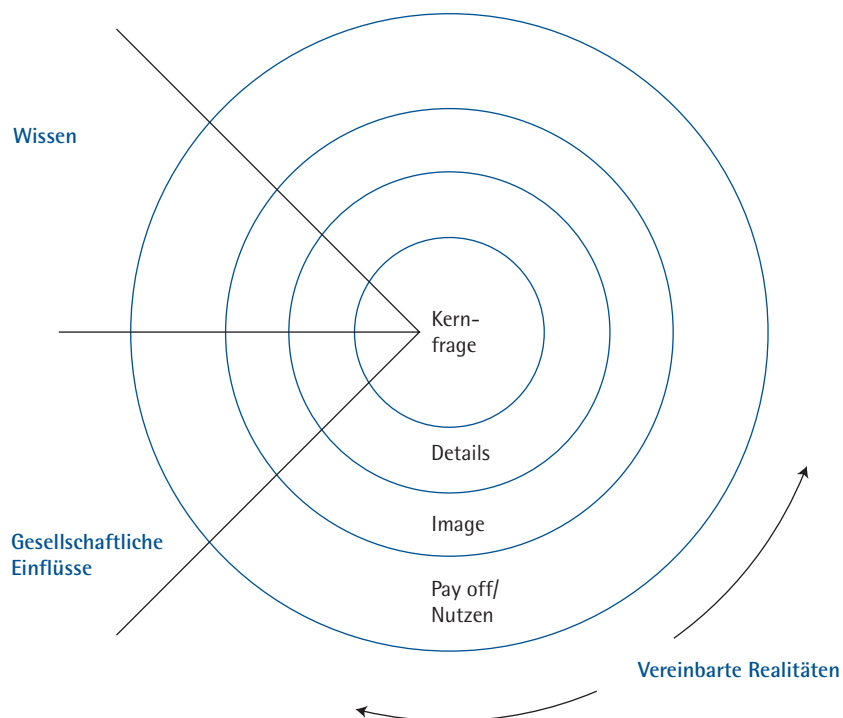 Wissen
Kern-
frage
Details
Image
Gesellschaftliche
Einflüsse
Pay off/
Nutzen
Vereinbarte Realitäten